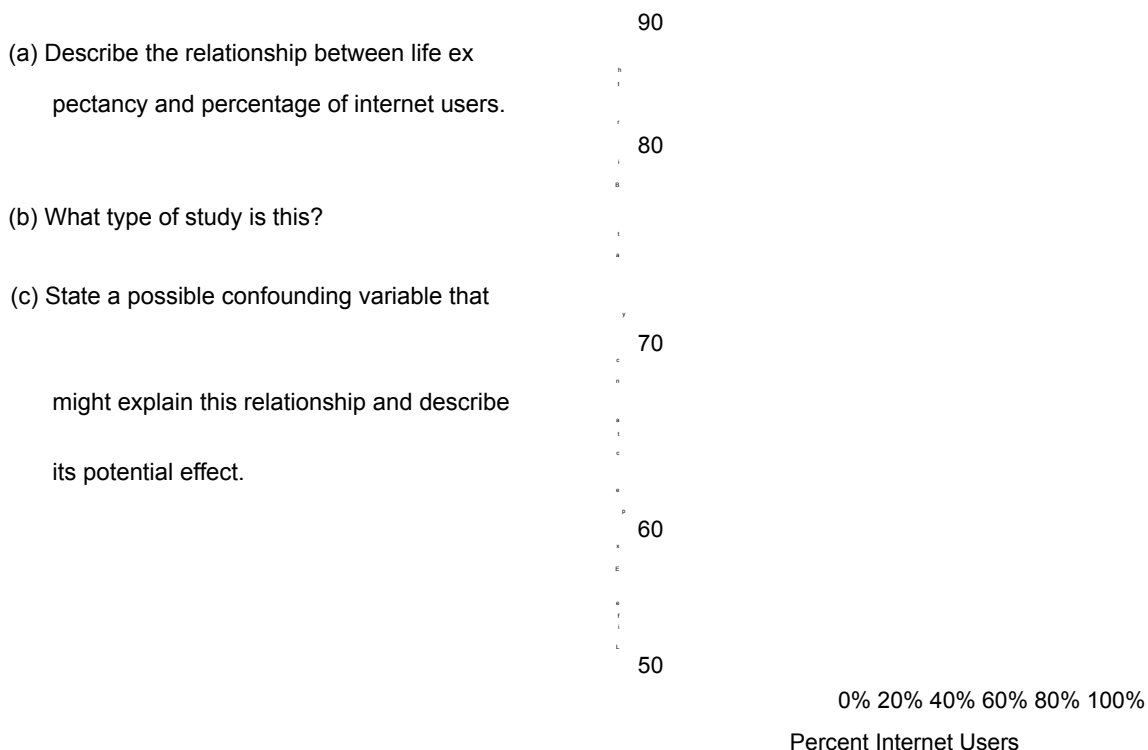 (a) Describe the relationship between life ex
pectancy and percentage of internet users.
(b) What type of study is this?
(c) State a possible confounding variable that
might explain this relationship and describe
its potential effect.
90
h
t
r
80
i
B
t
a
y
70
c
n
a
t
c
e
p
60
x
E
e
f
i
L
50
0% 20% 40% 60% 80% 100%
Percent Internet Users